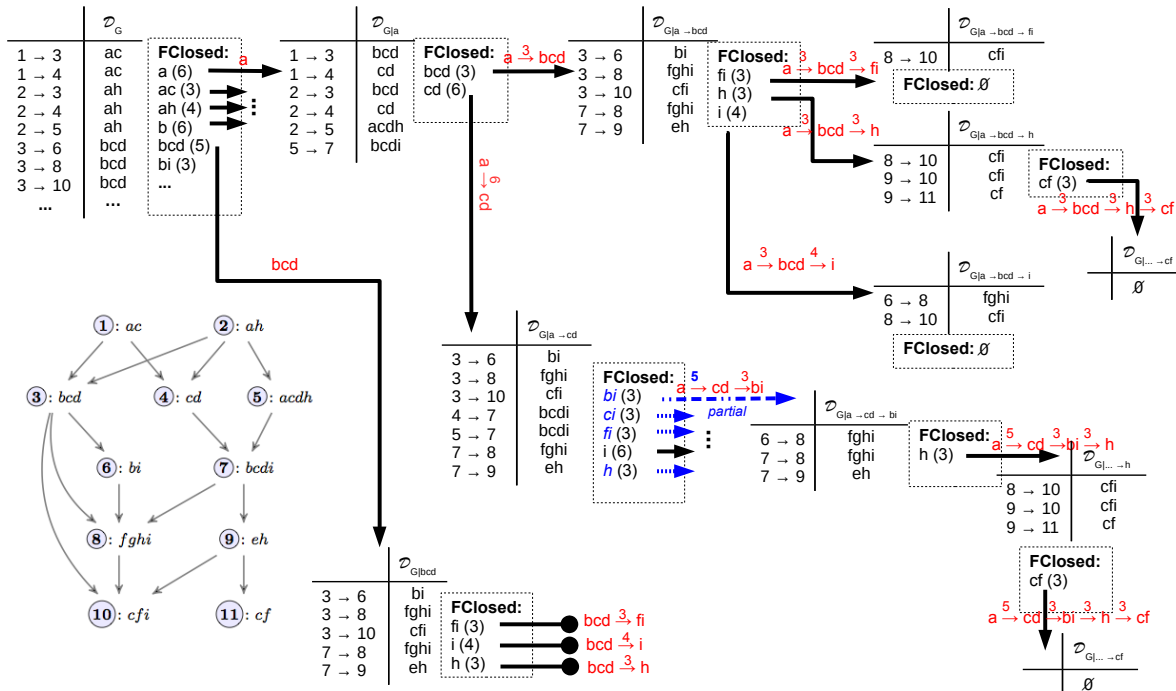 𝒟 G
1 → 3 ac
1 → 4 ac
2 → 3 ah
2 → 4 ah
2 → 5 ah
3 → 6 bcd
3 → 8 bcd
3 → 10 bcd
... ...
FClosed:
a (6)
ac (3)
ah (4)
b (6)
bcd (5)
bi (3)
...
a
⋮
𝒟 G|a
1 → 3 bcd
1 → 4 cd
2 → 3 bcd
2 → 4 cd
2 → 5 acdh
5 → 7 bcdi
FClosed:
bcd (3)
cd (6)
3
a → bcd
𝒟 G|a →bcd
3 → 6 bi
3 → 8 fghi
3 → 10 cfi
7 → 8 fghi
7 → 9 eh
FClosed:
fi (3)
h (3)
i (4)
3 3
a → bcd → fi
𝒟 G|a →bcd → fi
8 → 10 cfi
FClosed: Ø
3 3
a → bcd → h
𝒟 G|a→bcd → h
8 → 10 cfi
9 → 10 cfi
9 → 11 cf
FClosed:
cf (3)
3 3 3
a → bcd → h → cf
𝒟 G|... →cf
Ø
3 4
a → bcd → i
𝒟 G|a→bcd → i
6 → 8 fghi
8 → 10 cfi
FClosed: Ø
6
a → cd
bcd
𝒟 G|a → cd
3 → 6 bi
3 → 8 fghi
3 → 10 cfi
4 → 7 bcdi
5 → 7 bcdi
7 → 8 fghi
7 → 9 eh
FClosed:
bi (3)
ci (3)
fi (3)
i (6)
h (3)
5 3
a → cd → bi
partial
⋮
𝒟 G|a →cd → bi
6 → 8 fghi
7 → 8 fghi
7 → 9 eh
FClosed:
h (3)
5 3 3
a → cd → bi → h
𝒟 G|... →h
8 → 10 cfi
9 → 10 cfi
9 → 11 cf
FClosed:
cf (3)
5 3 3 3
a → cd → bi → h → cf
𝒟 G|... →cf
Ø
1 : ac 2 : ah
3 : bcd 4 : cd 5 : acdh
6 : bi 7 : bcdi
8 : fghi 9 : eh
10 : cfi 11 : cf
𝒟 G|bcd
3 → 6 bi
3 → 8 fghi
3 → 10 cfi
7 → 8 fghi
7 → 9 eh
FClosed:
fi (3)
i (4)
h (3)
3
bcd → fi
4
bcd → i
3
bcd → h